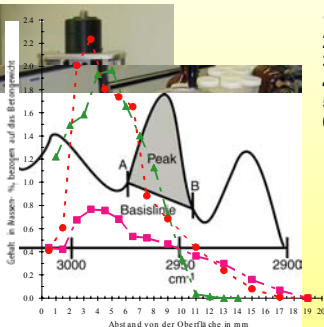 Gehalt in Massen- %, bezogen auf das Betongewicht
2.4
2.2
2.0
1.8
1.6
1.4
1.2
1.0
0.8
0.6
0.4
0.2
0.0
A
Peak
B
Basislinie
3000
2950
2900
cm⁻¹
0 1 2 3 4 5 6 7 8 9 10 11 12 13 14 15 16 17 18 19 20
Abstand von der Oberfläche in mm